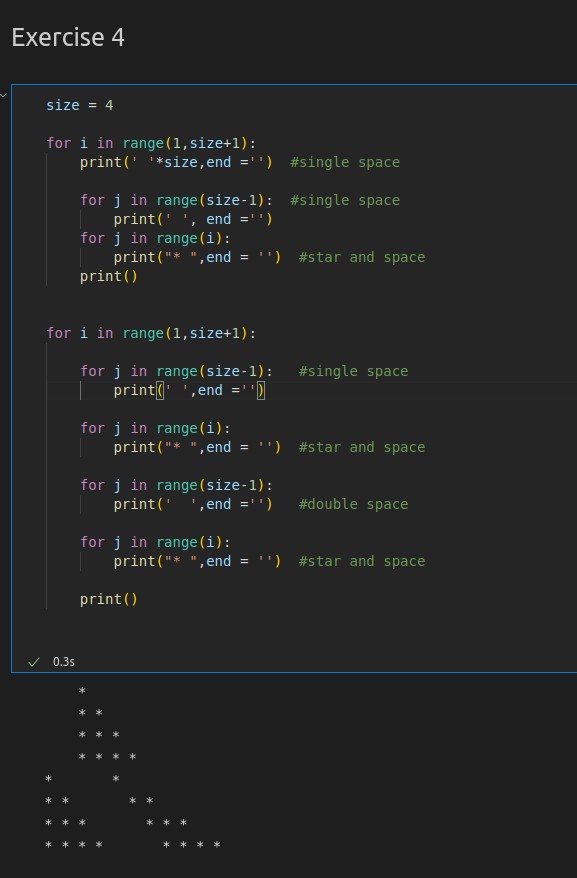 Exercise 4
size = 4
for i in range(1,size+1):
    print(' '*size,end ='')  #single space
    for j in range(size-1):  #single space
        print(' ', end ='')
    for j in range(i):
        print("* ",end = '')  #star and space
    print()
for i in range(1,size+1):
    for j in range(size-1):   #single space
        print(' ',end ='')
    for j in range(i):
        print("* ",end = '')  #star and space
    for j in range(size-1):
        print('  ',end ='')   #double space
    for j in range(i):
        print("* ",end = '')  #star and space
    print()
0.3s
       *
       * *
       * * *
       * * * *
   *       *
   * *       * *
   * * *       * * *
   * * * *       * * * *